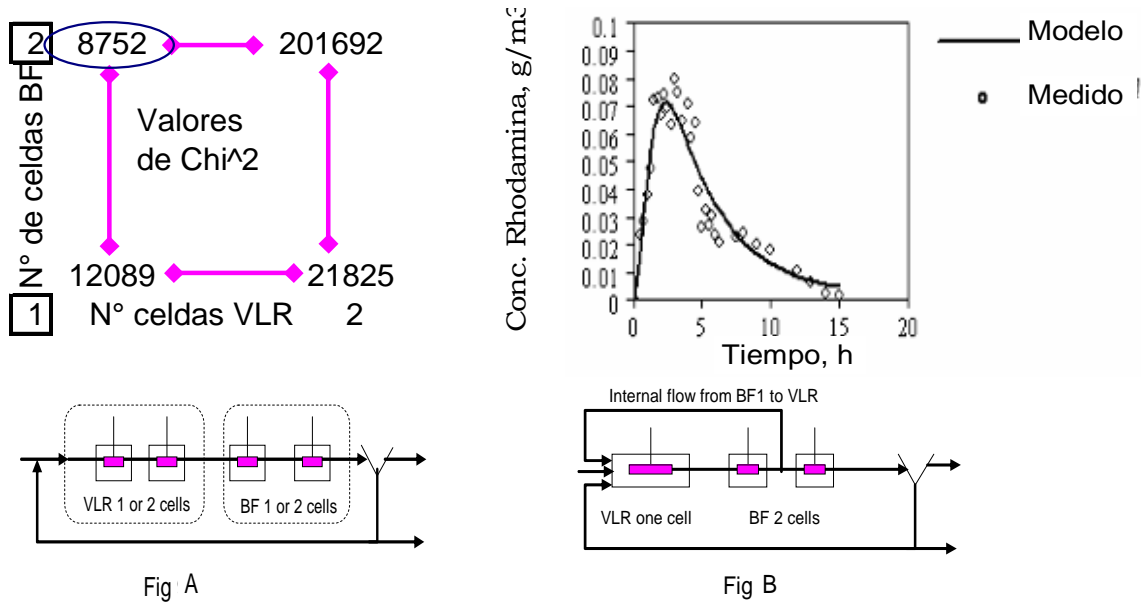 2 8752 201692
N° de celdas BF
Valores
de Chi^2
12089 21825
1 N° celdas VLR 2
Conc. Rhodamina, g/m3
0.1
0.09
0.08
0.07
0.06
0.05
0.04
0.03
0.02
0.01
0
0 5 10 15 20
Tiempo, h
Modelo
Medido
VLR 1 or 2 cells BF 1 or 2 cells
Fig A
Internal flow from BF1 to VLR
VLR one cell BF 2 cells
Fig B